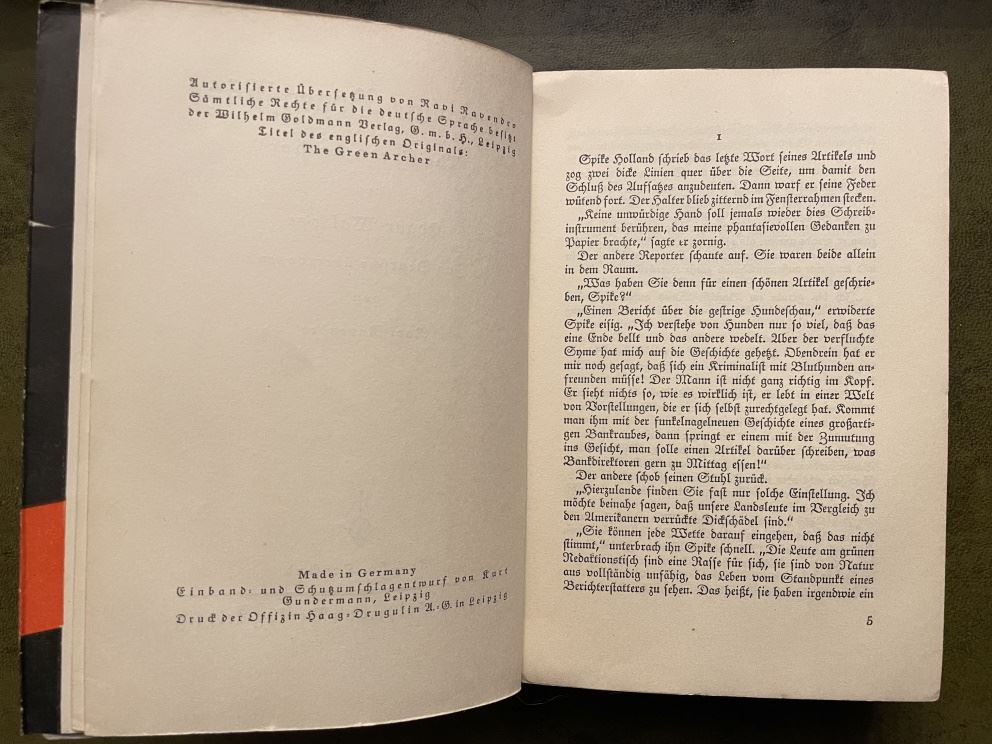 Autorisierte Übersetzung von Ravi Ravendro
Sämtliche Rechte für die deutsche Sprache besitzt
der Wilhelm Goldmann Verlag, G. m. b. H., Leipzig
Titel des englischen Originals:
The Green Archer
Made in Germany
Einband- und Schutzumschlagentwurf von Kurt
Gundermann, Leipzig
Druck der Offizin Haag-Drugulin A.-G. in Leipzig
1
Spike Holland schrieb das letzte Wort seines Artikels und
zog zwei dicke Linien quer über die Seite, um damit den
Schluß des Aufsatzes anzudeuten. Dann warf er seine Feder
wütend fort. Der Halter blieb zitternd im Fensterrahmen stecken.
„Keine unwürdige Hand soll jemals wieder dies Schreib-
instrument berühren, das meine phantasievollen Gedanken zu
Papier brachte,“ sagte er zornig.
Der andere Reporter schaute auf. Sie waren beide allein
in dem Raum.
„Was haben Sie denn für einen schönen Artikel geschrie-
ben, Spike?“
„Einen Bericht über die gestrige Hundeschau,“ erwiderte
Spike eisig. „Ich verstehe von Hunden nur so viel, daß das
eine Ende bellt und das andere wedelt. Aber der verfluchte
Syme hat mich auf die Geschichte gehetzt. Obendrein hat er
mir noch gesagt, daß sich ein Kriminalist mit Bluthunden an-
freunden müsse! Der Mann ist nicht ganz richtig im Kopf.
Er sieht nichts so, wie es wirklich ist, er lebt in einer Welt
von Vorstellungen, die er sich selbst zurechtgelegt hat. Kommt
man ihm mit der funkelnagelneuen Geschichte eines großarti-
gen Bankraubes, dann springt er einem mit der Zumutung
ins Gesicht, man solle einen Artikel darüber schreiben, was
Bankdirektoren gern zu Mittag essen!“
Der andere schob seinen Stuhl zurück.
„Hierzulande finden Sie fast nur solche Einstellung. Ich
möchte beinahe sagen, daß unsere Landsleute im Vergleich zu
den Amerikanern verrückte Dickschädel sind.“
„Sie können jede Wette darauf eingehen, daß das nicht
stimmt,“ unterbrach ihn Spike schnell. „Die Leute am grünen
Redaktionstisch sind eine Rasse für sich, sie sind von Natur
aus vollständig unfähig, das Leben vom Standpunkt eines
Berichterstatters zu sehen. Das heißt, sie haben irgendwie ein
5